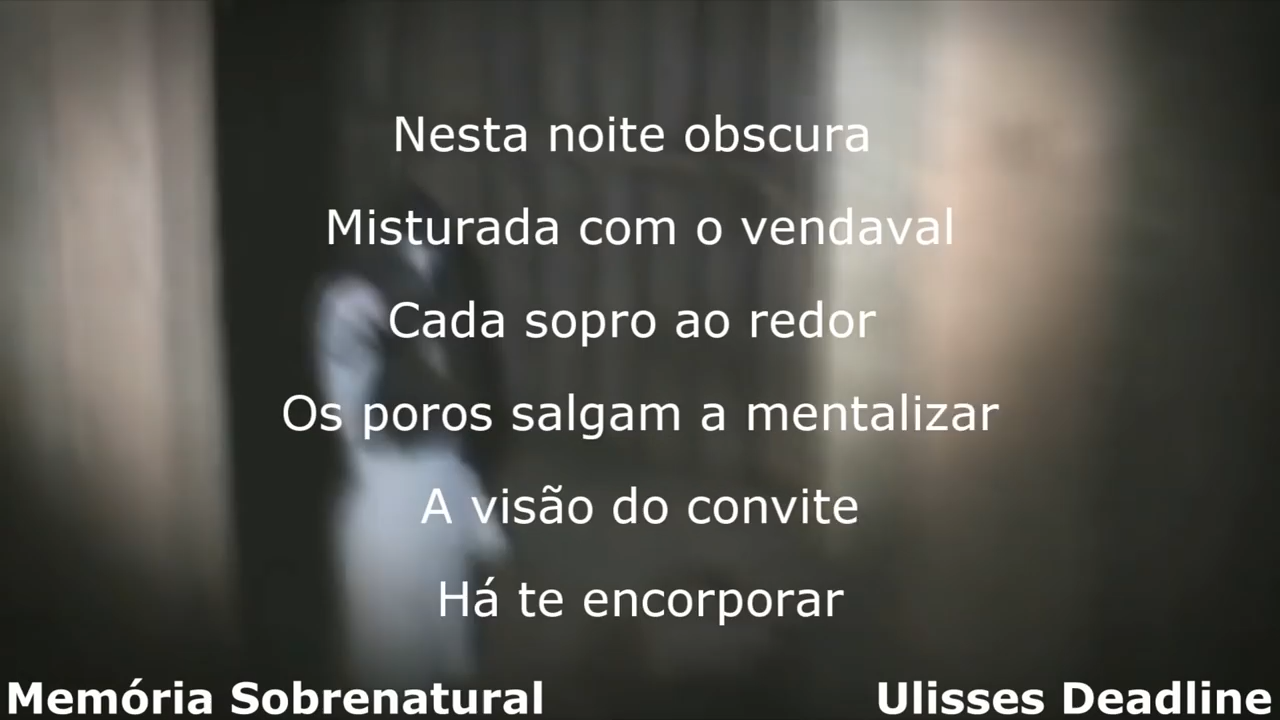 Nesta noite obscura
Misturada com o vendaval
Cada sopro ao redor
Os poros salgam a mentalizar
A visão do convite
Há te encorporar
Memória Sobrenatural
Ulisses Deadline